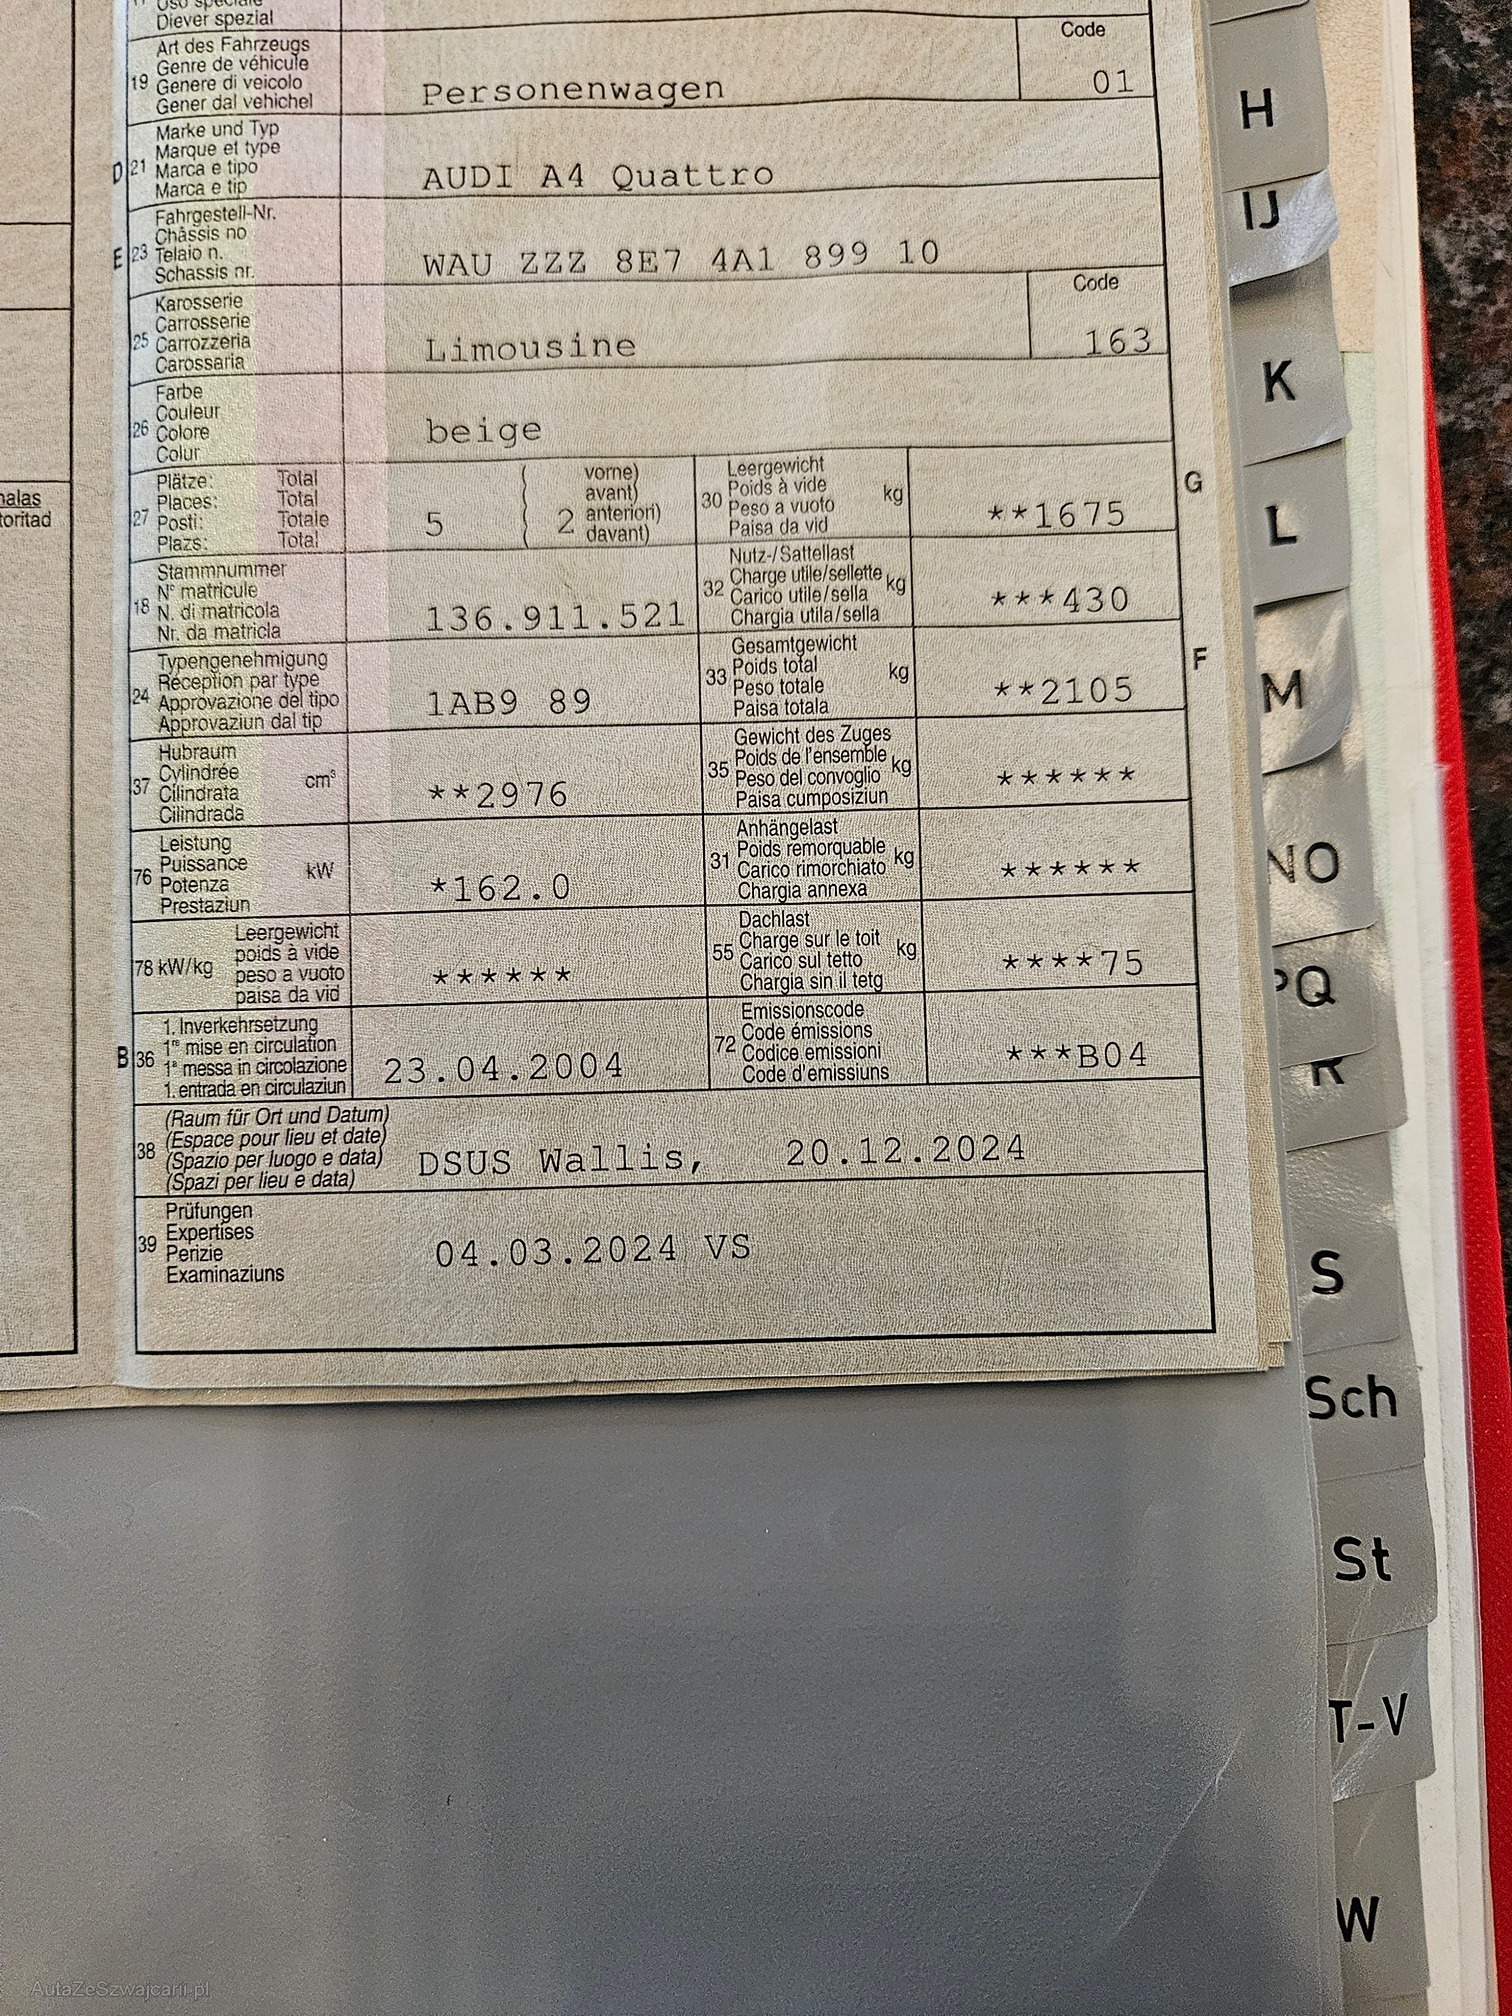 Uso speciale
Diever spezial
19 Art des Fahrzeugs
Genre de véhicule
Genere di veicolo
Gener dal vehichel
Personenwagen
Code
01
D 21 Marke und Typ
Marque et type
Marca e tipo
Marca e tip
AUDI A4 Quattro
E 23 Fahrgestell-Nr.
Châssis no
Telaio n.
Schassis nr.
WAU ZZZ 8E7 4A1 899 10
25 Karosserie
Carrosserie
Carrozzeria
Carossaria
Limousine
Code
163
26 Farbe
Couleur
Colore
Colur
beige
27 Plätze: Total
Places: Total
Posti: Totale
Plazs: Total
5 ( 2 vorne)
avant)
anteriori)
davant)
30 Leergewicht
Poids à vide kg
Peso a vuoto
Paisa da vid
**1675
G
18 Stammnummer
N° matricule
N. di matricola
Nr. da matricla
136.911.521
32 Nutz-/Sattellast
Charge utile/sellette kg
Carico utile/sella
Chargia utila/sella
***430
24 Typengenehmigung
Réception par type
Approvazione del tipo
Approvaziun dal tip
1AB9 89
33 Gesamtgewicht
Poids total kg
Peso totale
Paisa totala
**2105
F
37 Hubraum
Cylindrée cm³
Cilindrata
Cilindrada
**2976
35 Gewicht des Zuges
Poids de l'ensemble kg
Peso del convoglio
Paisa cumposiziun
******
76 Leistung
Puissance kW
Potenza
Prestaziun
*162.0
31 Anhängelast
Poids remorquable kg
Carico rimorchiato
Chargia annexa
******
78 kW/kg Leergewicht
poids à vide
peso a vuoto
paisa da vid
******
55 Dachlast
Charge sur le toit kg
Carico sul tetto
Chargia sin il tetg
****75
B 36 1. Inverkehrsetzung
1re mise en circulation
1a messa in circolazione
1. entrada en circulaziun
23.04.2004
72 Emissionscode
Code émissions
Codice emissioni
Code d'emissiuns
***B04
38 (Raum für Ort und Datum)
(Espace pour lieu et date)
(Spazio per luogo e data)
(Spazi per lieu e data)
DSUS Wallis, 20.12.2024
39 Prüfungen
Expertises
Perizie
Examinaziuns
04.03.2024 VS
H
IJ
K
L
M
NO
PQ
R
S
Sch
St
T-V
W
AutaZeSzwajcarii.pl